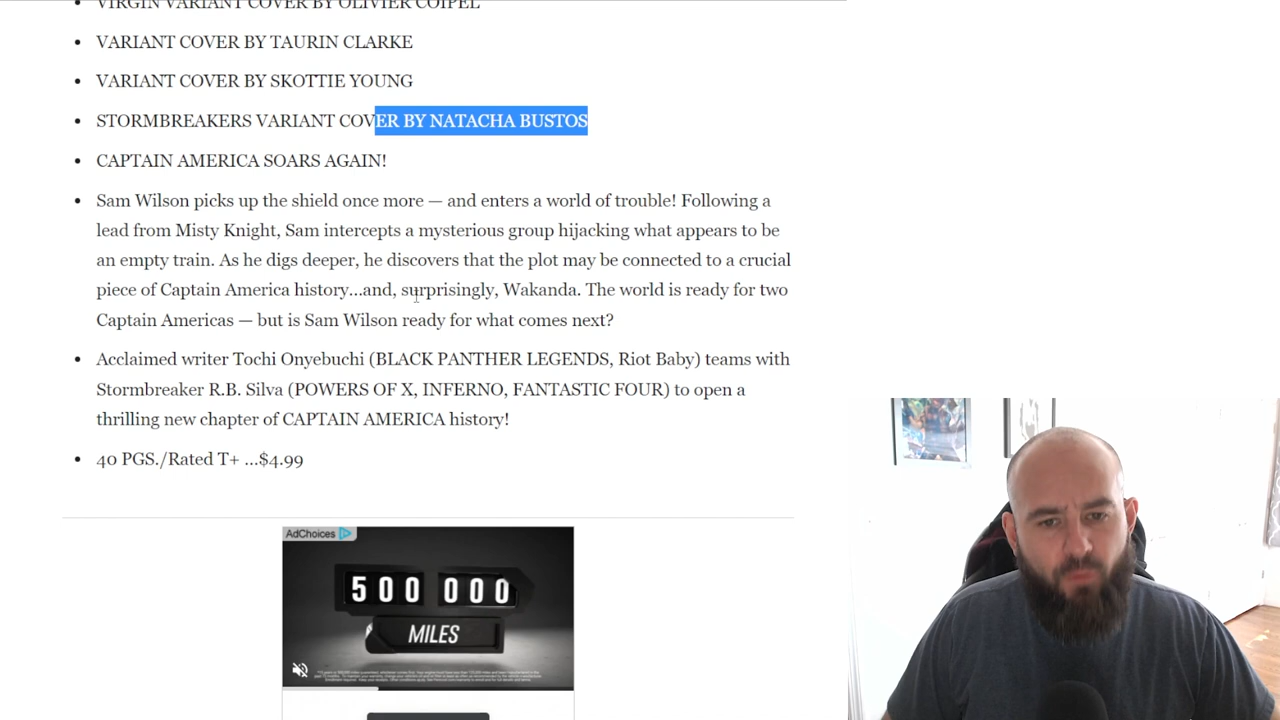 VIRGIN VARIANT COVER BY OLIVIER COIPEL
• VARIANT COVER BY TAURIN CLARKE
• VARIANT COVER BY SKOTTIE YOUNG
• STORMBREAKERS VARIANT COVER BY NATACHA BUSTOS
• CAPTAIN AMERICA SOARS AGAIN!
• Sam Wilson picks up the shield once more — and enters a world of trouble! Following a
lead from Misty Knight, Sam intercepts a mysterious group hijacking what appears to be
an empty train. As he digs deeper, he discovers that the plot may be connected to a crucial
piece of Captain America history…and, surprisingly, Wakanda. The world is ready for two
Captain Americas — but is Sam Wilson ready for what comes next?
• Acclaimed writer Tochi Onyebuchi (BLACK PANTHER LEGENDS, Riot Baby) teams with
Stormbreaker R.B. Silva (POWERS OF X, INFERNO, FANTASTIC FOUR) to open a
thrilling new chapter of CAPTAIN AMERICA history!
• 40 PGS./Rated T+ …$4.99
AdChoices
500 000
MILES